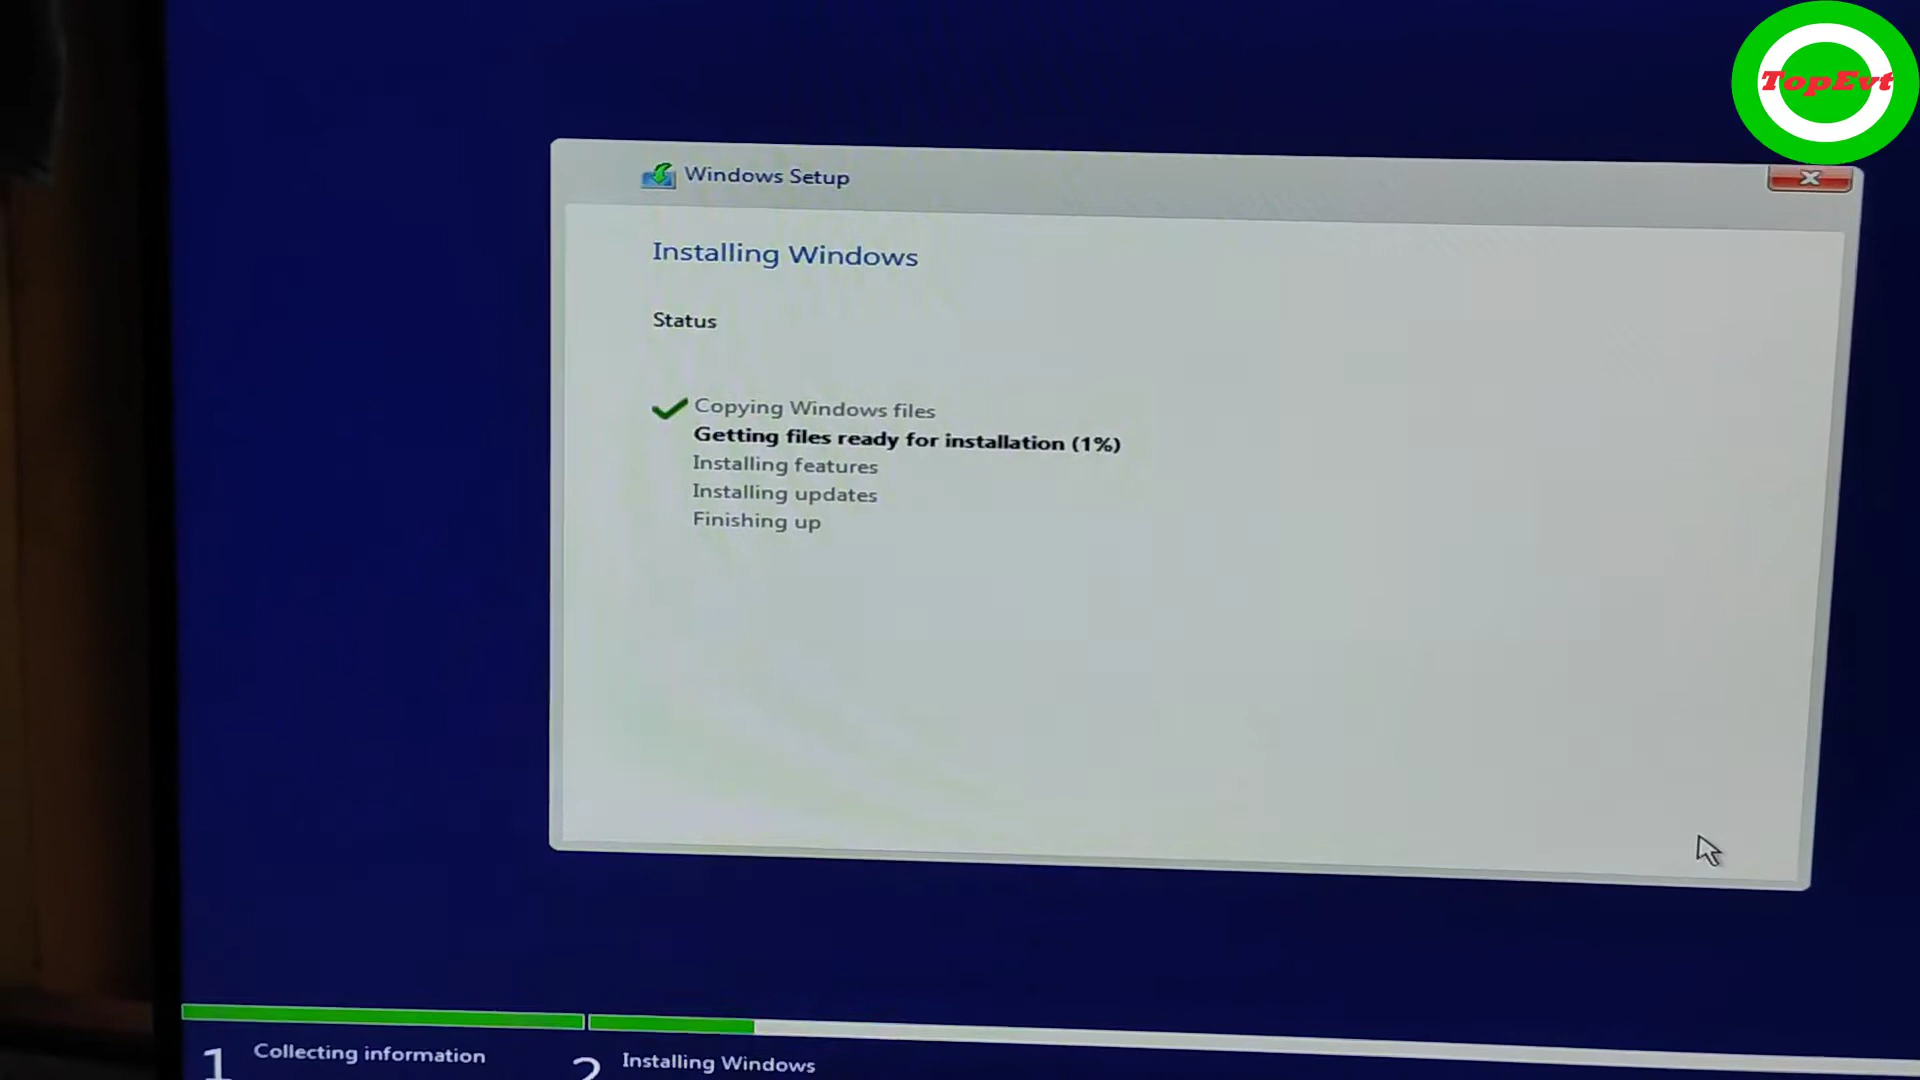 TopEvt
Windows Setup
Installing Windows
Status
Copying Windows files
Getting files ready for installation (1%)
Installing features
Installing updates
Finishing up
1 Collecting information
2 Installing Windows